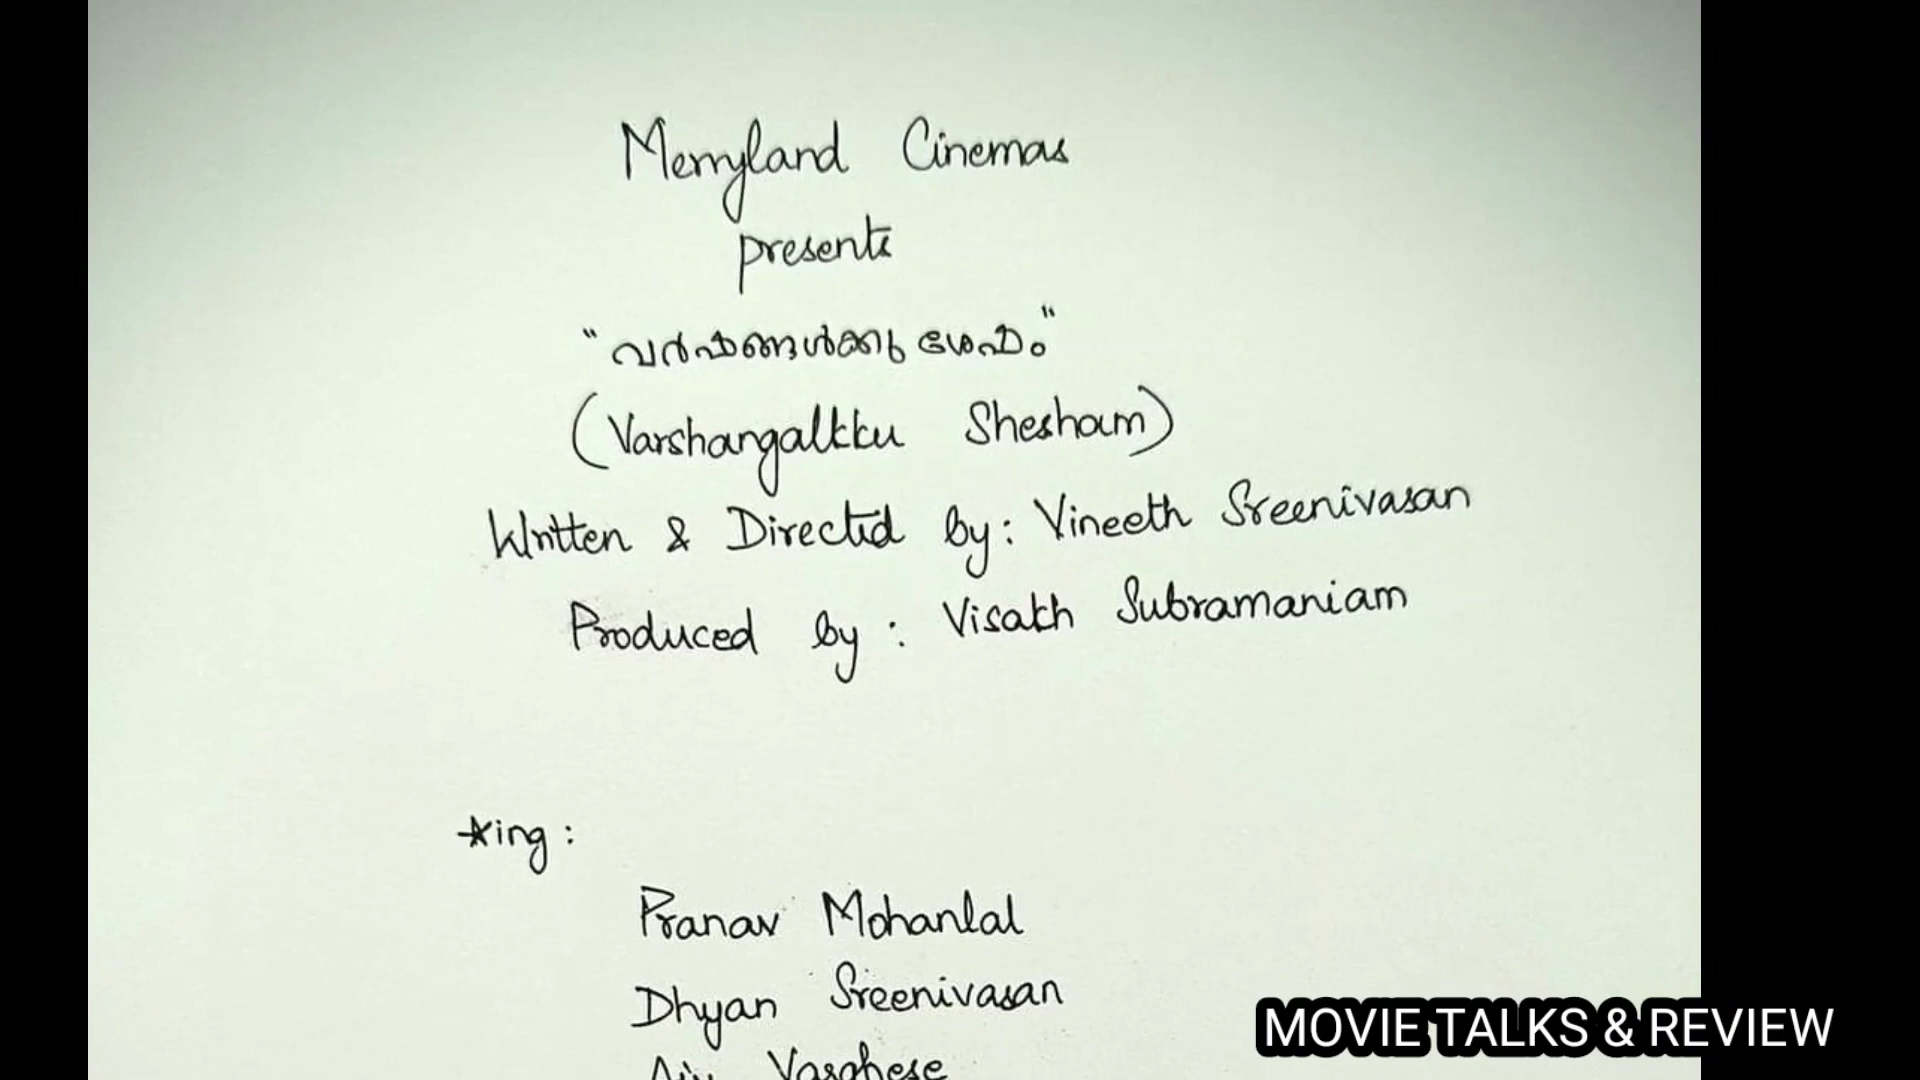 Merryland Cinemas
presents
"വർഷങ്ങൾക്കു ശേഷം"
(Varshangalkku Shesham)
Written & Directed by: Vineeth Sreenivasan
Produced by: Visakh Subramaniam
★ing:
Pranav Mohanlal
Dhyan Sreenivasan
Varghese
MOVIE TALKS & REVIEW